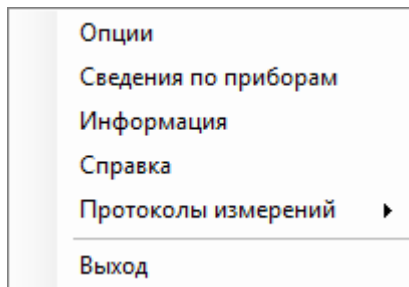 Опции
Сведения по приборам
Информация
Справка
Протоколы измерений
Выход